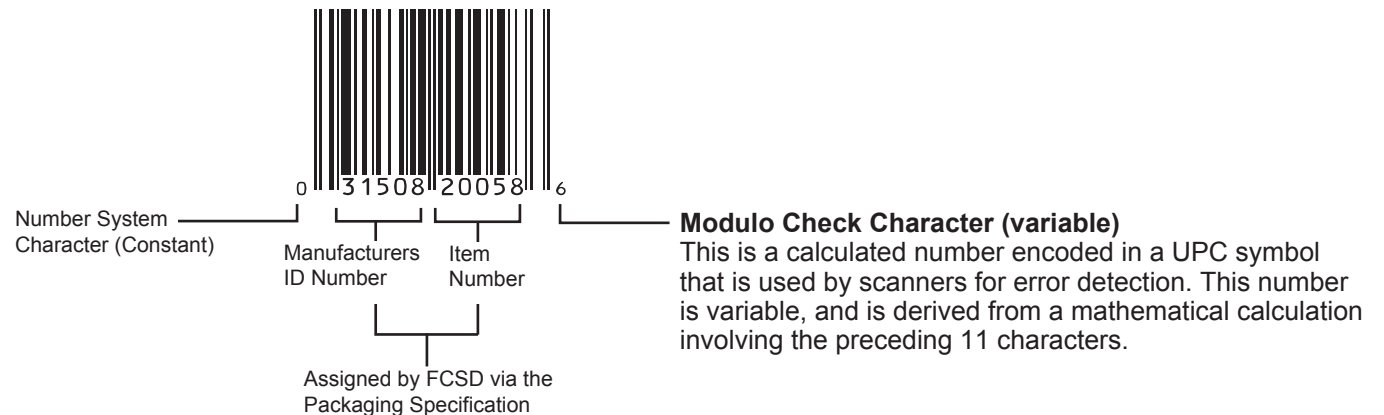 0 31508 20058 6
Number System
Character (Constant)
Manufacturers
ID Number
Item
Number
Assigned by FCSD via the
Packaging Specification
Modulo Check Character (variable)
This is a calculated number encoded in a UPC symbol
that is used by scanners for error detection. This number
is variable, and is derived from a mathematical calculation
involving the preceding 11 characters.